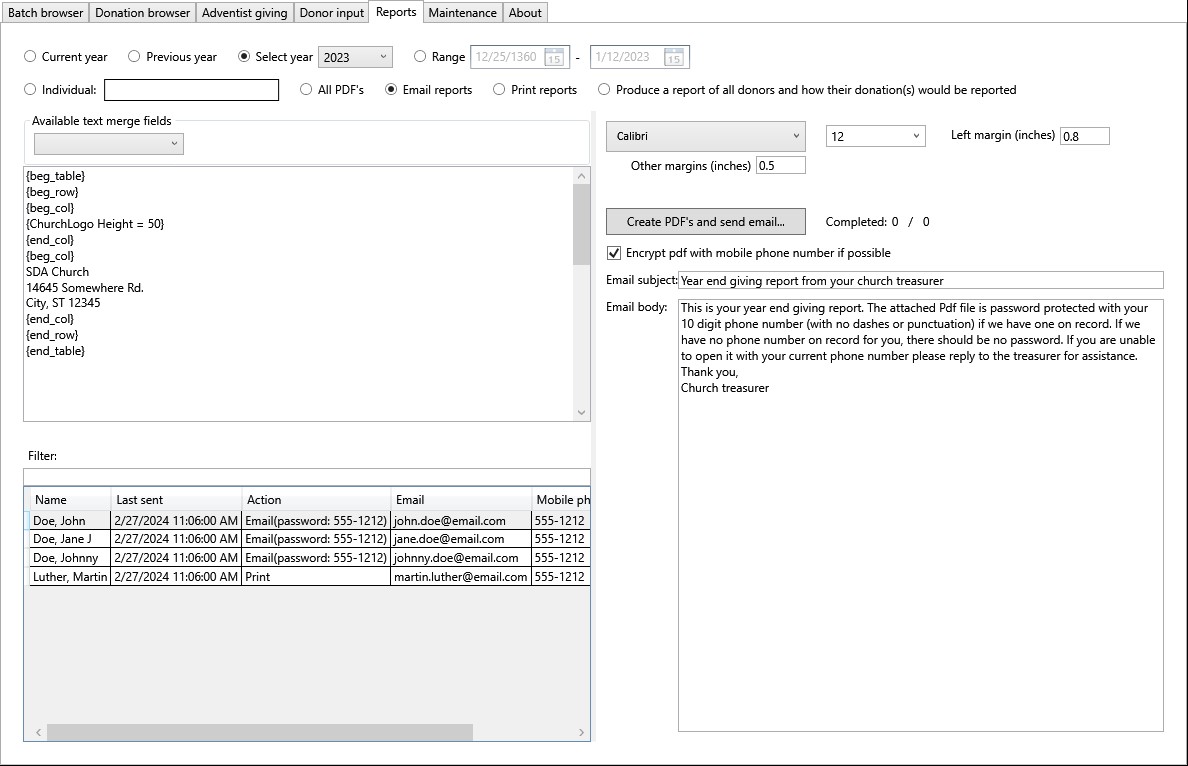 Batch browser Donation browser Adventist giving Donor input Reports Maintenance About
Current year Previous year Select year 2023 Range 12/25/1360 15 - 1/12/2023 15
Individual: All PDF's Email reports Print reports Produce a report of all donors and how their donation(s) would be reported
Available text merge fields
{beg_table}
{beg_row}
{beg_col}
{ChurchLogo Height = 50}
{end_col}
{beg_col}
SDA Church
14645 Somewhere Rd.
City, ST 12345
{end_col}
{end_row}
{end_table}
Filter:
Name Last sent Action Email Mobile ph
Doe, John 2/27/2024 11:06:00 AM Email(password: 555-1212) john.doe@email.com 555-1212
Doe, Jane J 2/27/2024 11:06:00 AM Email(password: 555-1212) jane.doe@email.com 555-1212
Doe, Johnny 2/27/2024 11:06:00 AM Email(password: 555-1212) johnny.doe@email.com 555-1212
Luther, Martin 2/27/2024 11:06:00 AM Print martin.luther@email.com 555-1212
Calibri 12 Left margin (inches) 0.8
Other margins (inches) 0.5
Create PDF's and send email... Completed: 0 / 0
Encrypt pdf with mobile phone number if possible
Email subject: Year end giving report from your church treasurer
Email body: This is your year end giving report. The attached Pdf file is password protected with your
10 digit phone number (with no dashes or punctuation) if we have one on record. If we
have no phone number on record for you, there should be no password. If you are unable
to open it with your current phone number please reply to the treasurer for assistance.
Thank you,
Church treasurer